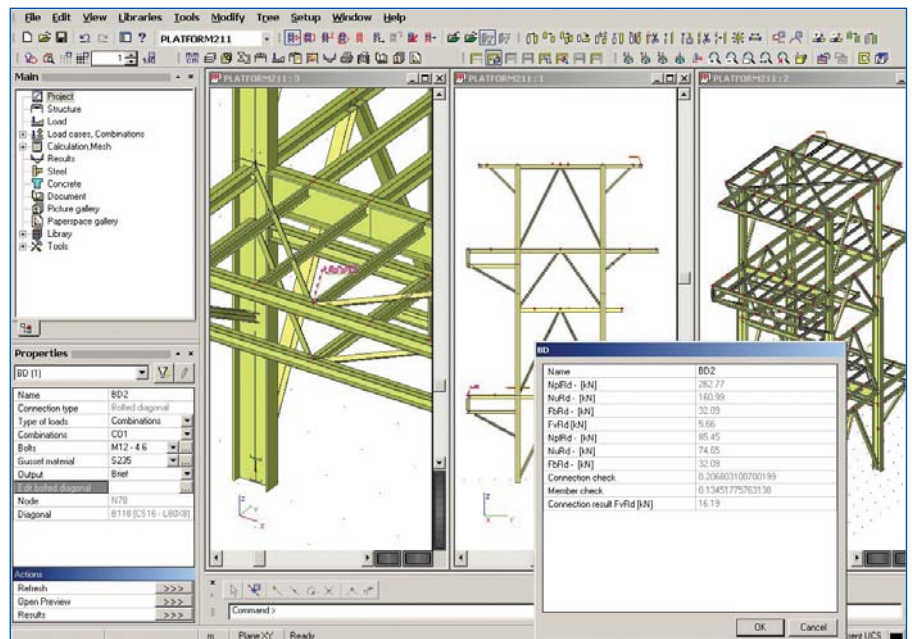 File Edit View Libraries Tools Modify Tree Setup Window Help
PLATFORM211
1
Main
Project
Structure
Load
Load cases, Combinations
Calculation, Mesh
Results
Steel
Concrete
Document
Picture gallery
Paperspace gallery
Library
Tools
Properties
BD (1)
Name BD2
Connection type Bolted diagonal
Type of loads Combinations
Combinations CO1
Bolts M12 - 4.6
Gusset material S235
Output Brief
Edit bolted diagonal
Node N78
Diagonal B118 (CS16 - L80X8)
Actions
Refresh >>>
Open Preview >>>
Results >>>
PLATFORM211 : 3
PLATFORM211 : 1
PLATFORM211 : 2
z
y
x
z
x
BD
Name BD2
NplRd - [kN] 262.77
NuRd - [kN] 160.99
FbRd - [kN] 32.09
FvRd [kN] 5.66
NplRd - [kN] 85.45
NuRd - [kN] 74.65
FbRd - [kN] 32.09
Connection check 0.206803100700199
Member check 0.13451775763138
Connection result FvRd [kN] 16.19
OK Cancel
Command >
m Plane XY Ready
UCS